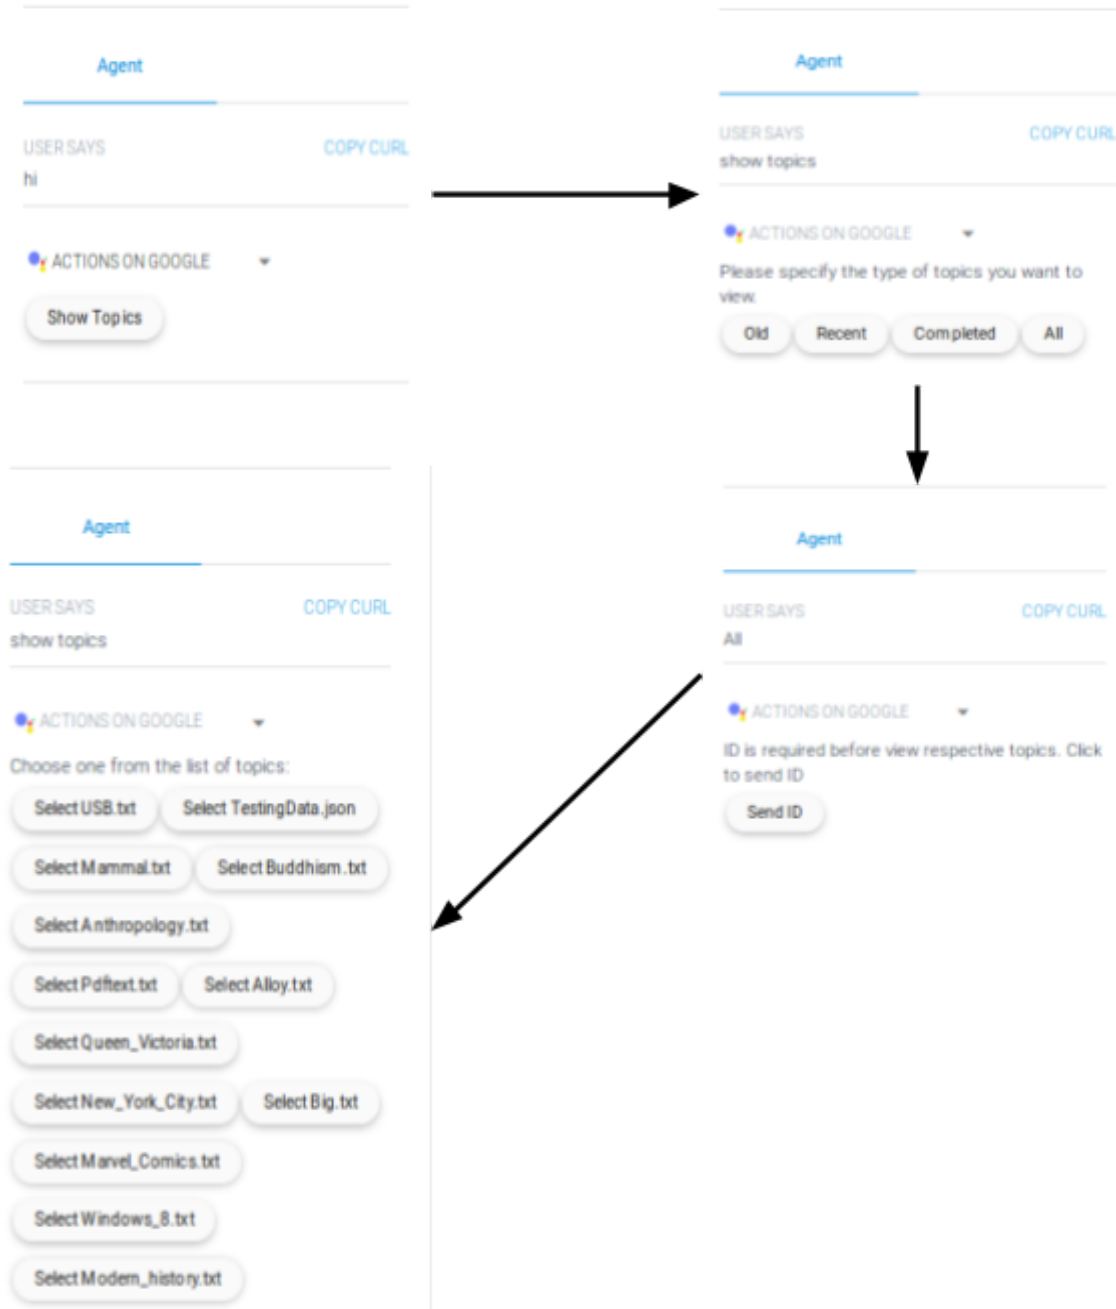 Agent
USER SAYS COPY CURL
hi
ACTIONS ON GOOGLE
Show Topics
Agent
USER SAYS COPY CURL
show topics
ACTIONS ON GOOGLE
Please specify the type of topics you want to
view.
Old Recent Completed All
Agent
USER SAYS COPY CURL
All
ACTIONS ON GOOGLE
ID is required before view respective topics. Click
to send ID
Send ID
Agent
USER SAYS COPY CURL
show topics
ACTIONS ON GOOGLE
Choose one from the list of topics:
Select USB.txt Select TestingData.json
Select Mammal.txt Select Buddhism.txt
Select Anthropology.txt
Select Pdftext.txt Select Alloy.txt
Select Queen_Victoria.txt
Select New_York_City.txt Select Big.txt
Select Marvel_Comics.txt
Select Windows_8.txt
Select Modern_history.txt